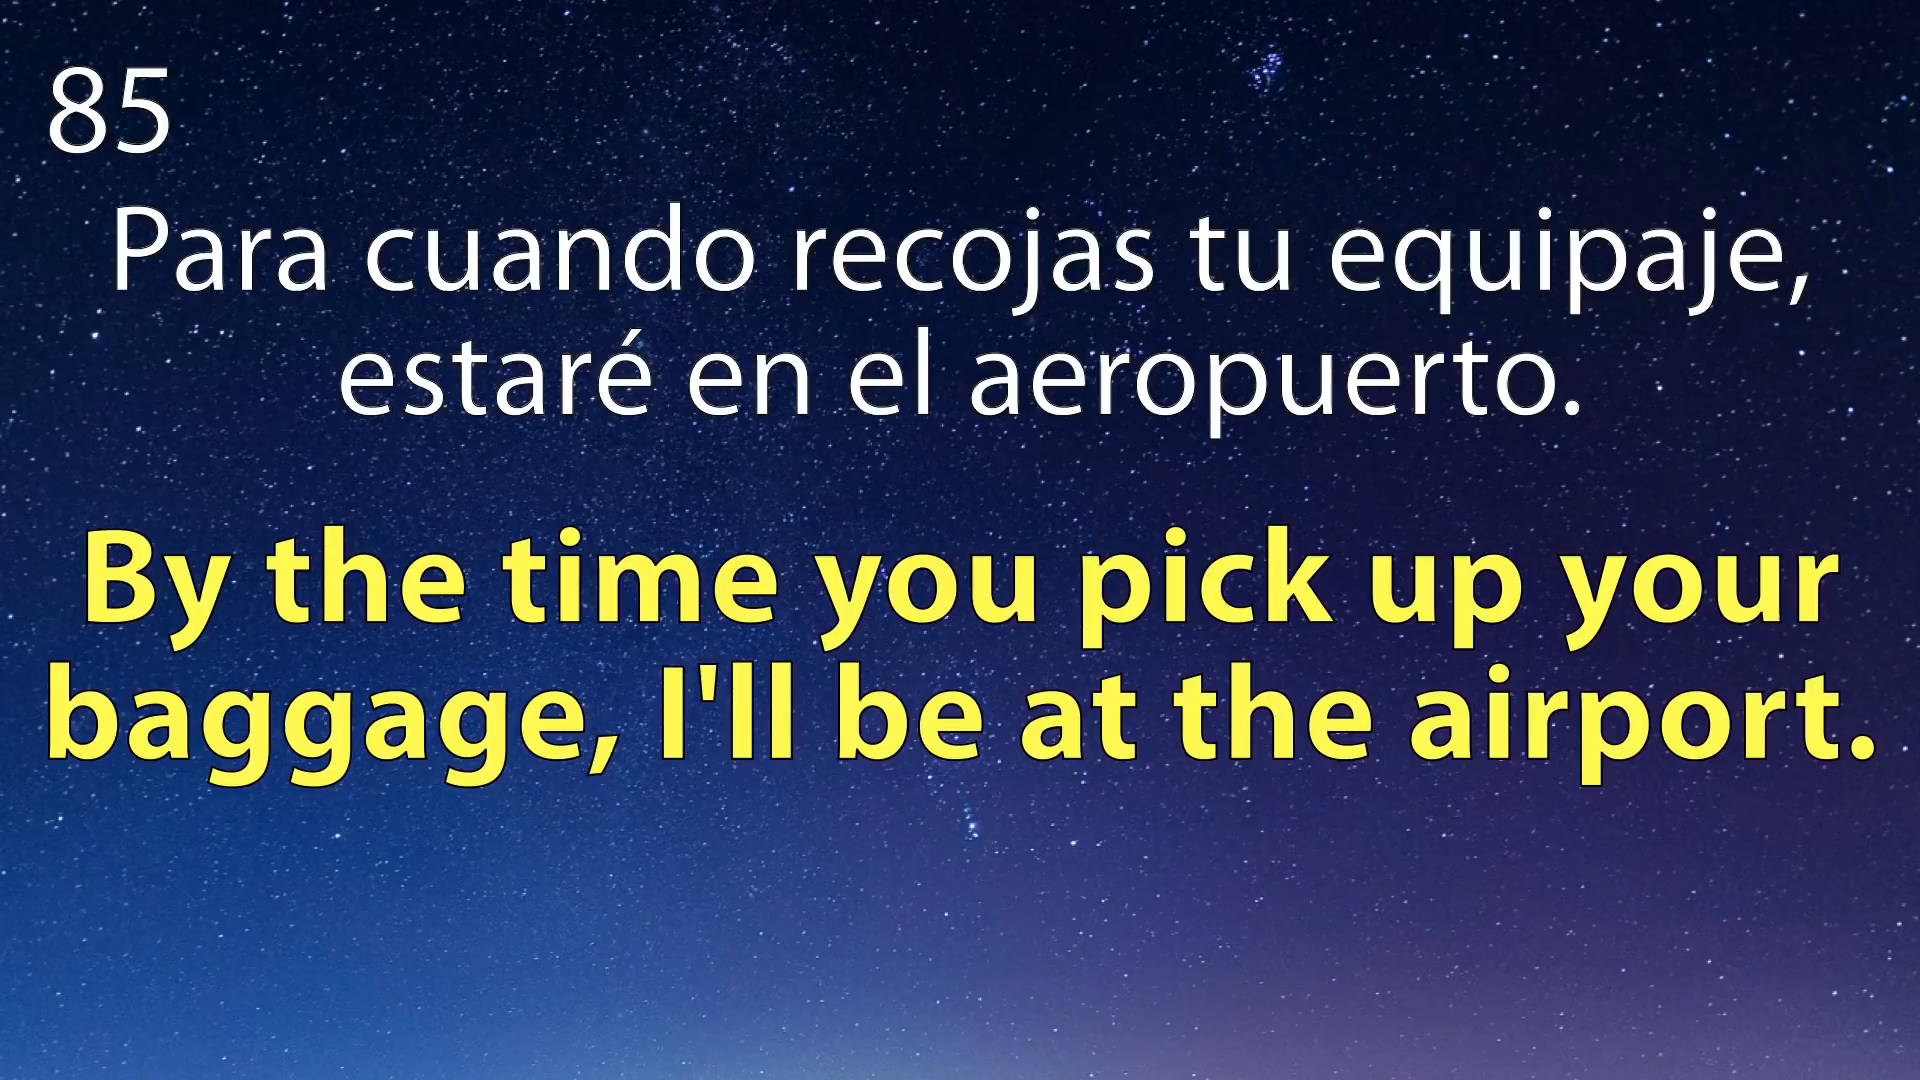 85
Para cuando recojas tu equipaje,
estaré en el aeropuerto.
By the time you pick up your
baggage, I'll be at the airport.